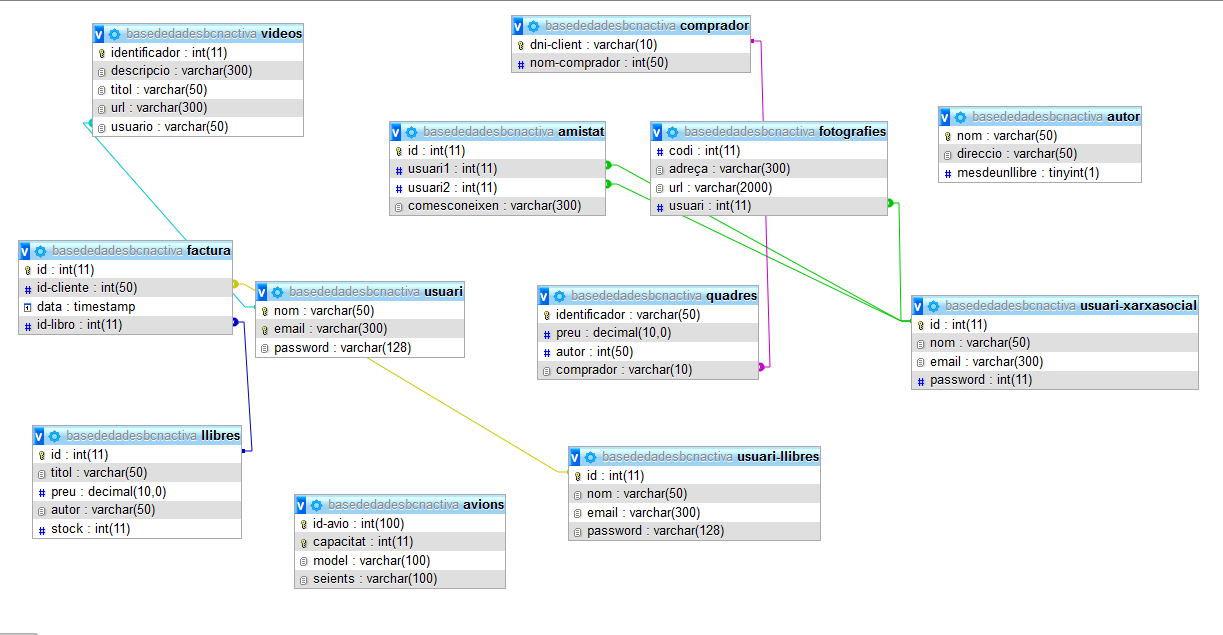 basededadesbcnactiva videos
identificador : int(11)
descripcio : varchar(300)
titol : varchar(50)
url : varchar(300)
usuario : varchar(50)
basededadesbcnactiva comprador
dni-client : varchar(10)
nom-comprador : int(50)
basededadesbcnactiva amistat
id : int(11)
usuari1 : int(11)
usuari2 : int(11)
comesconeixen : varchar(300)
basededadesbcnactiva fotografies
codi : int(11)
adreça : varchar(300)
url : varchar(2000)
usuari : int(11)
basededadesbcnactiva autor
nom : varchar(50)
direccio : varchar(50)
mesdeunllibre : tinyint(1)
basededadesbcnactiva factura
id : int(11)
id-cliente : int(50)
data : timestamp
id-libro : int(11)
basededadesbcnactiva usuari
nom : varchar(50)
email : varchar(300)
password : varchar(128)
basededadesbcnactiva quadres
identificador : varchar(50)
preu : decimal(10,0)
autor : int(50)
comprador : varchar(10)
basededadesbcnactiva usuari-xarxasocial
id : int(11)
nom : varchar(50)
email : varchar(300)
password : int(11)
basededadesbcnactiva llibres
id : int(11)
titol : varchar(50)
preu : decimal(10,0)
autor : varchar(50)
stock : int(11)
basededadesbcnactiva avions
id-avio : int(100)
capacitat : int(11)
model : varchar(100)
seients : varchar(100)
basededadesbcnactiva usuari-llibres
id : int(11)
nom : varchar(50)
email : varchar(300)
password : varchar(128)